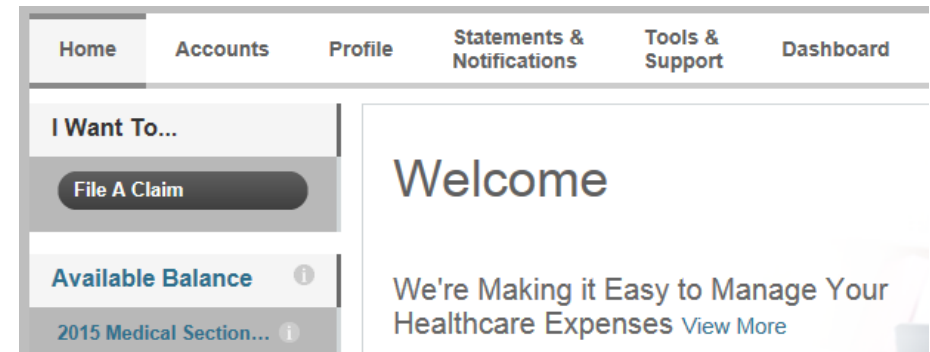 Home Accounts Profile Statements & Notifications Tools & Support Dashboard
I Want To...
File A Claim
Available Balance
2015 Medical Section...
Welcome
We're Making it Easy to Manage Your
Healthcare Expenses View More